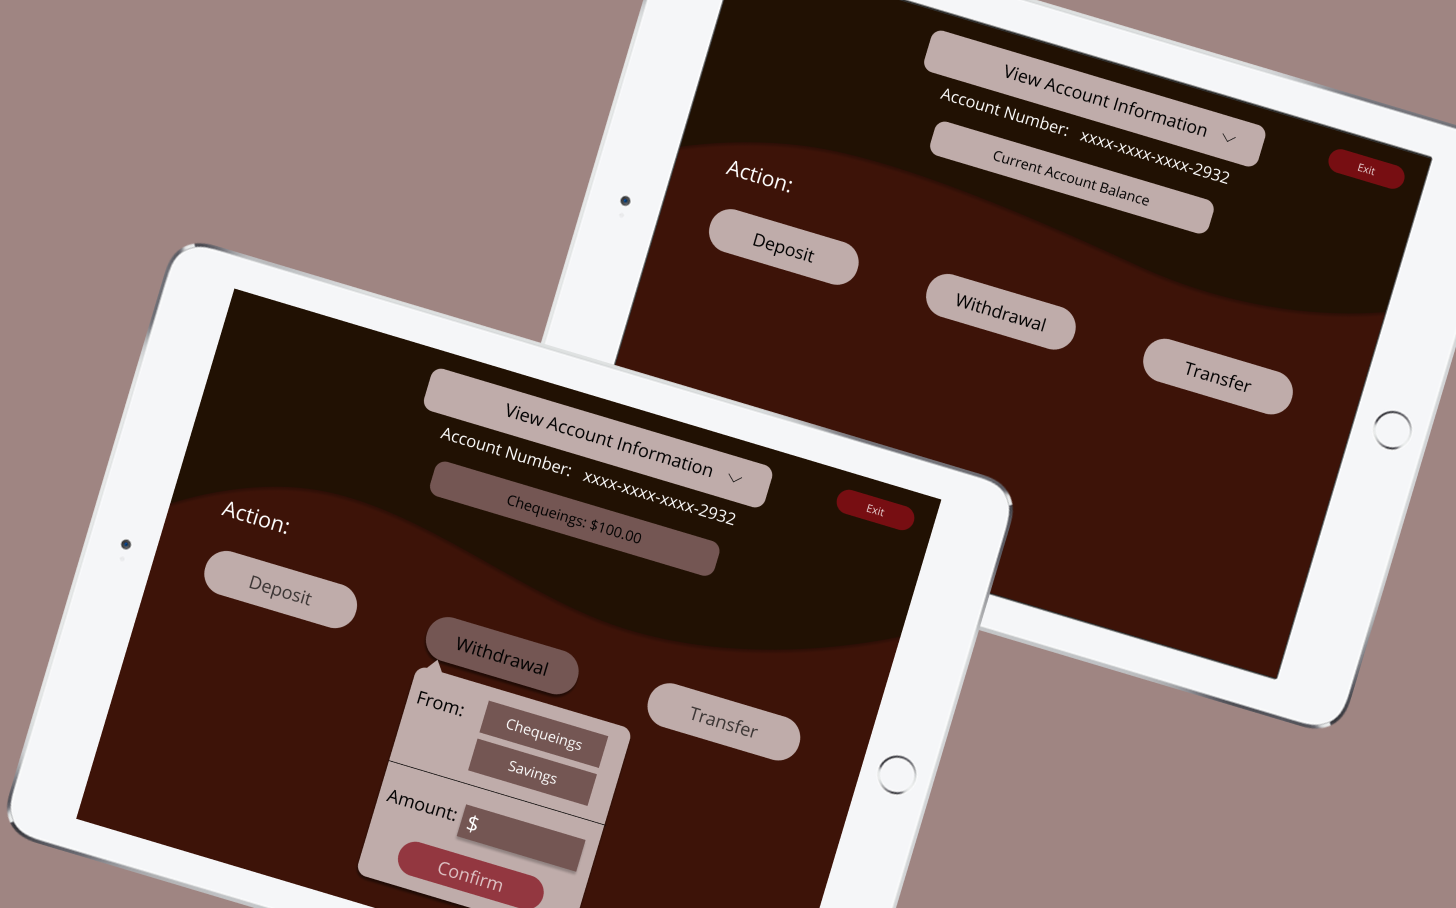 View Account Information
Account Number: xxxx-xxxx-xxxx-2932
Current Account Balance
Exit
Action:
Deposit
Withdrawal
Transfer
View Account Information
Account Number: xxxx-xxxx-xxxx-2932
Chequeings: $100.00
Exit
Action:
Deposit
Withdrawal
Transfer
From:
Chequeings
Savings
Amount: $
Confirm